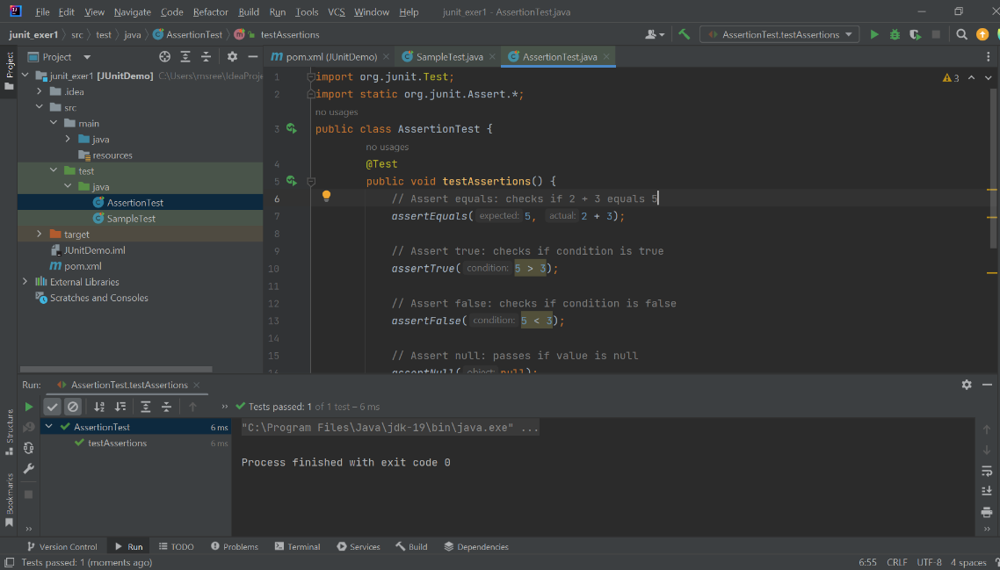 File Edit View Navigate Code Refactor Build Run Tools VCS Window Help junit_exer1 - AssertionTest.java
junit_exer1 src test java AssertionTest testAssertions AssertionTest.testAssertions
Project
Project
pom.xml (JUnitDemo) SampleTest.java AssertionTest.java
junit_exer1 [JUnitDemo] C:\Users\msree\IdeaProje
.idea
src
main
java
resources
test
java
AssertionTest
SampleTest
target
JUnitDemo.iml
pom.xml
External Libraries
Scratches and Consoles
3
1 import org.junit.Test;
2 import static org.junit.Assert.*;
no usages
3 public class AssertionTest {
no usages
4 @Test
5 public void testAssertions() {
6 // Assert equals: checks if 2 + 3 equals 5
7 assertEquals( expected: 5, actual: 2 + 3);
8
9 // Assert true: checks if condition is true
10 assertTrue( condition: 5 > 3);
11
12 // Assert false: checks if condition is false
13 assertFalse( condition: 5 < 3);
14
15 // Assert null: passes if value is null
16 assertNull( object: null);
Run: AssertionTest.testAssertions
Tests passed: 1 of 1 test – 6 ms
AssertionTest 6 ms
testAssertions 6 ms
"C:\Program Files\Java\jdk-19\bin\java.exe" ...
Process finished with exit code 0
Structure
Bookmarks
Version Control Run TODO Problems Terminal Services Build Dependencies
Tests passed: 1 (moments ago) 6:55 CRLF UTF-8 4 spaces